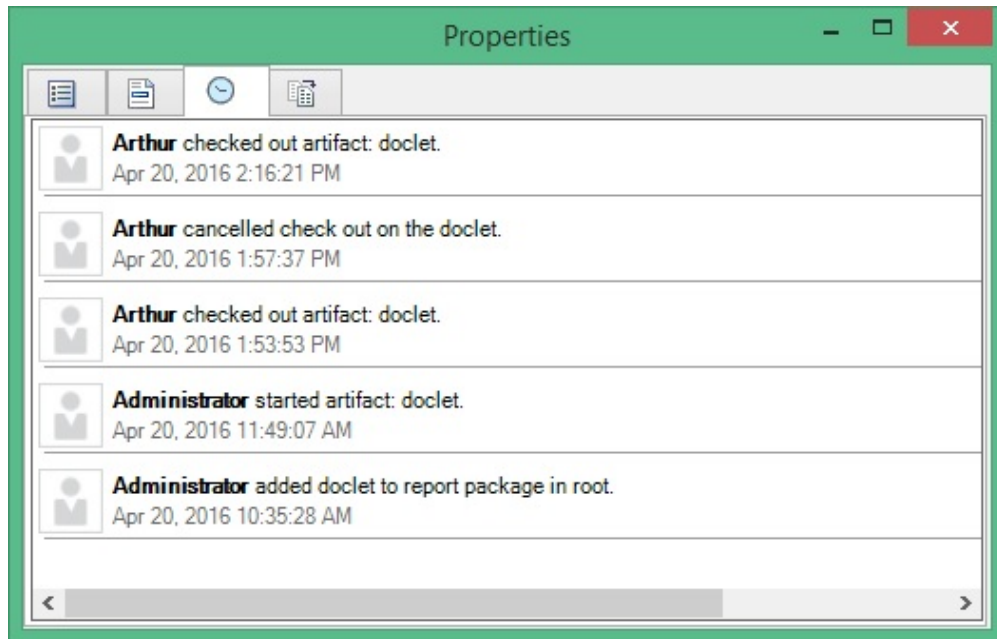 Properties
Arthur checked out artifact: doclet.
Apr 20, 2016 2:16:21 PM
Arthur cancelled check out on the doclet.
Apr 20, 2016 1:57:37 PM
Arthur checked out artifact: doclet.
Apr 20, 2016 1:53:53 PM
Administrator started artifact: doclet.
Apr 20, 2016 11:49:07 AM
Administrator added doclet to report package in root.
Apr 20, 2016 10:35:28 AM